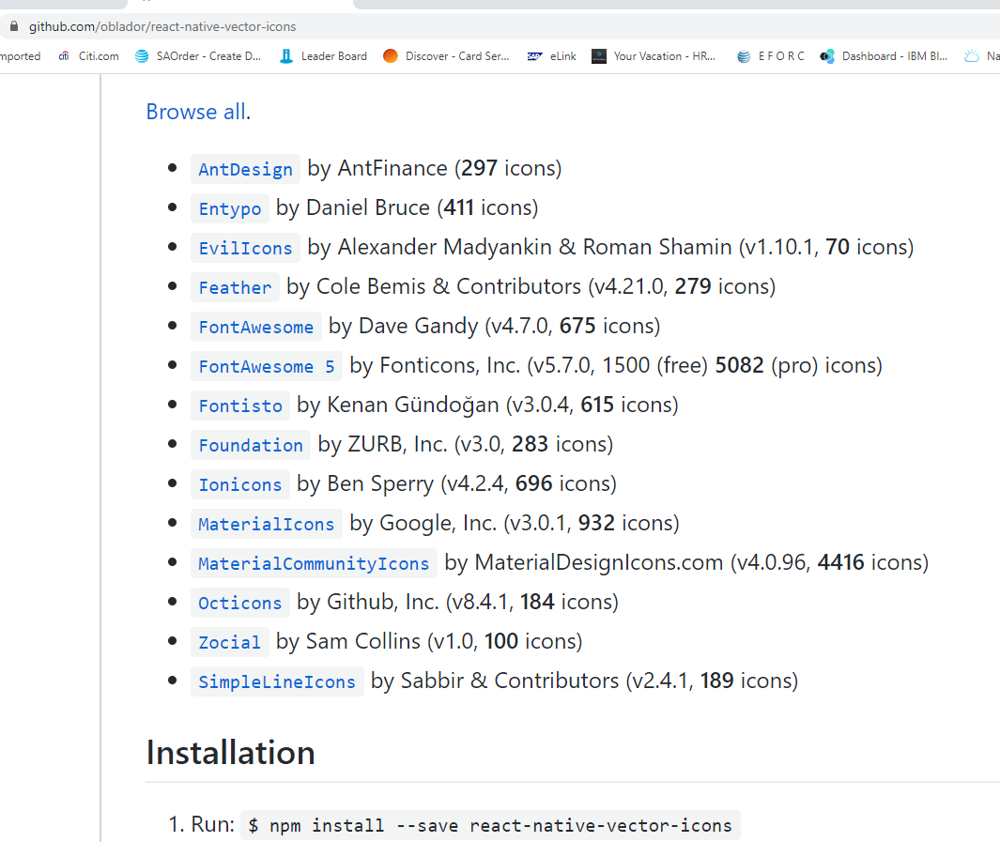 github.com/oblador/react-native-vector-icons
mported Citi.com SAOrder - Create D... Leader Board Discover - Card Ser... SAP eLink Your Vacation - HR... E F O R C Dashboard - IBM Bl... Na
Browse all.
AntDesign by AntFinance (297 icons)
Entypo by Daniel Bruce (411 icons)
EvilIcons by Alexander Madyankin & Roman Shamin (v1.10.1, 70 icons)
Feather by Cole Bemis & Contributors (v4.21.0, 279 icons)
FontAwesome by Dave Gandy (v4.7.0, 675 icons)
FontAwesome 5 by Fonticons, Inc. (v5.7.0, 1500 (free) 5082 (pro) icons)
Fontisto by Kenan Gündoğan (v3.0.4, 615 icons)
Foundation by ZURB, Inc. (v3.0, 283 icons)
Ionicons by Ben Sperry (v4.2.4, 696 icons)
MaterialIcons by Google, Inc. (v3.0.1, 932 icons)
MaterialCommunityIcons by MaterialDesignIcons.com (v4.0.96, 4416 icons)
Octicons by Github, Inc. (v8.4.1, 184 icons)
Zocial by Sam Collins (v1.0, 100 icons)
SimpleLineIcons by Sabbir & Contributors (v2.4.1, 189 icons)
Installation
1. Run: $ npm install --save react-native-vector-icons